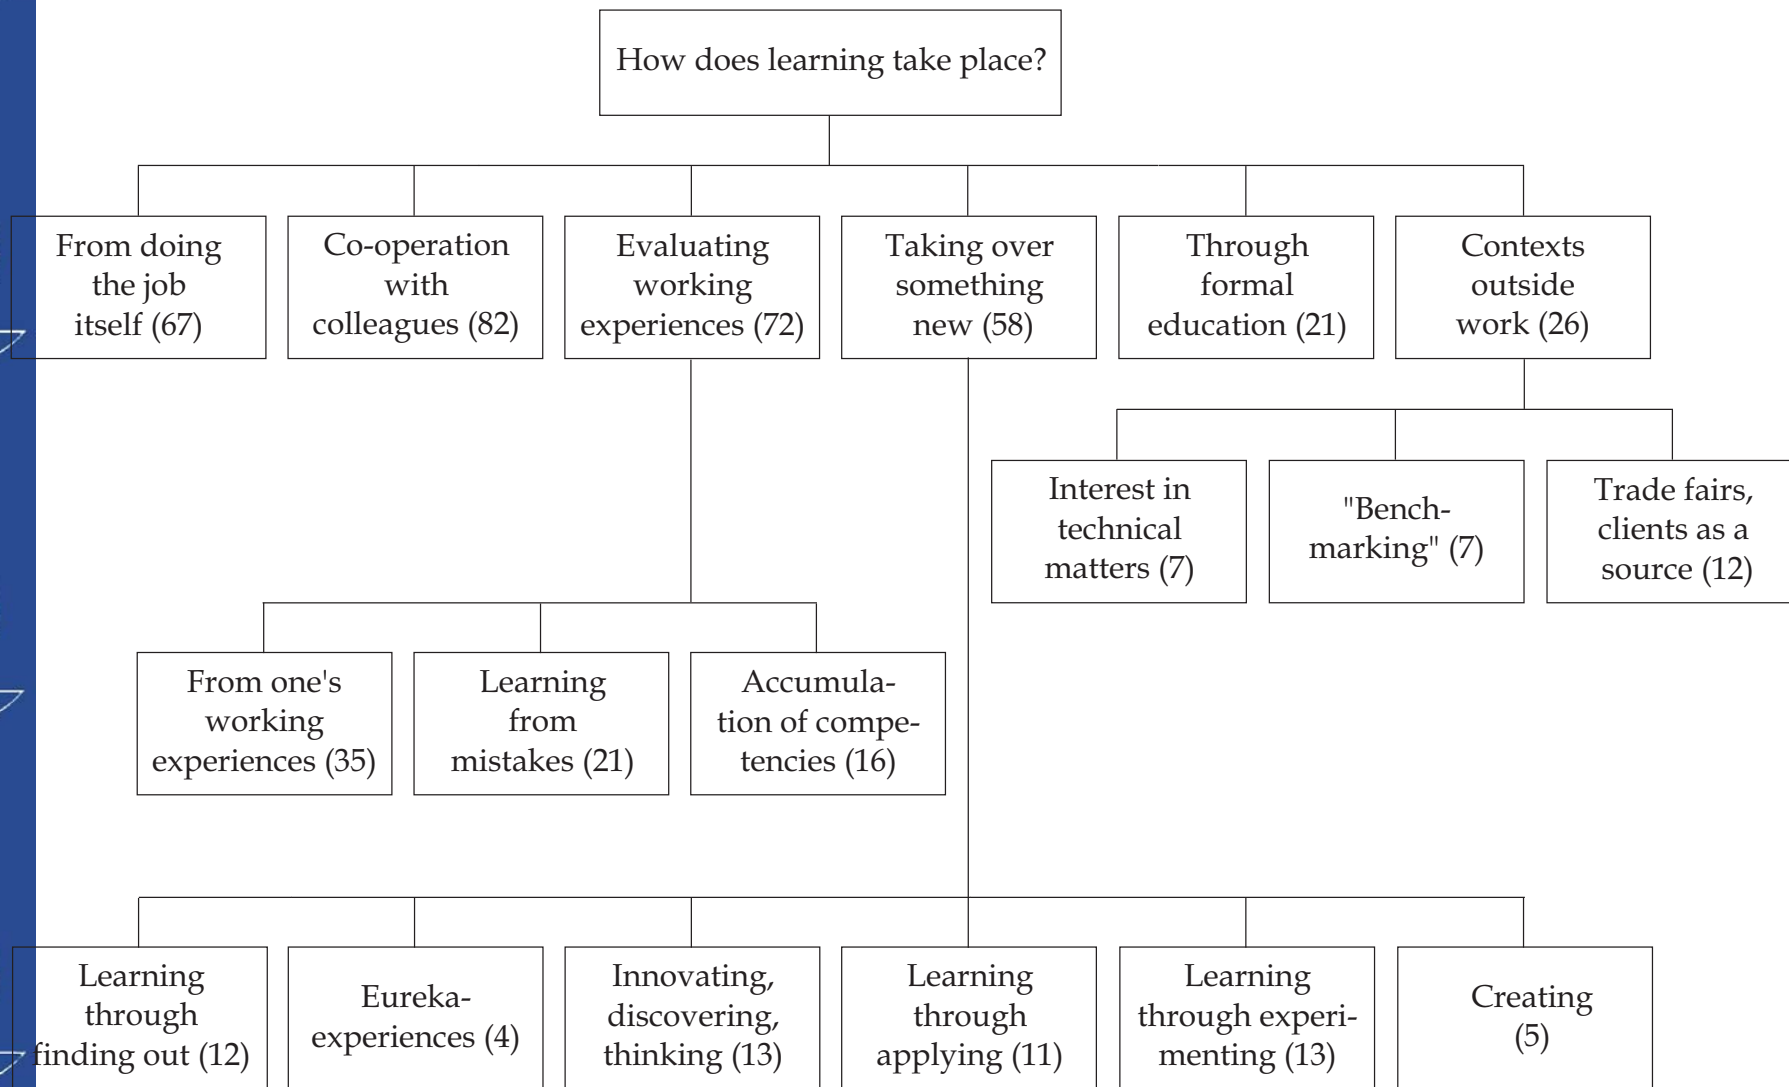 How does learning take place?
From doing
the job
itself (67)
Co-operation
with
colleagues (82)
Evaluating
working
experiences (72)
Taking over
something
new (58)
Through
formal
education (21)
Contexts
outside
work (26)
Interest in
technical
matters (7)
"Bench-
marking" (7)
Trade fairs,
clients as a
source (12)
From one's
working
experiences (35)
Learning
from
mistakes (21)
Accumula-
tion of compe-
tencies (16)
Learning
through
finding out (12)
Eureka-
experiences (4)
Innovating,
discovering,
thinking (13)
Learning
through
applying (11)
Learning
through experi-
menting (13)
Creating
(5)